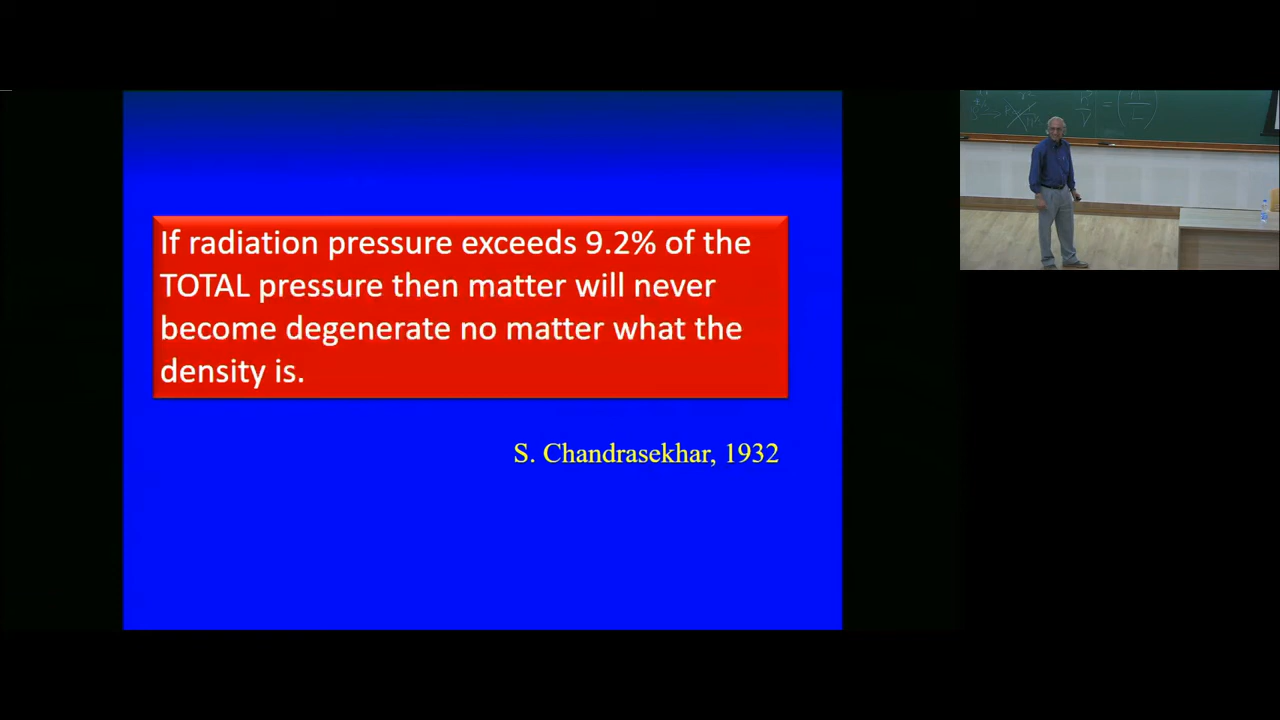 If radiation pressure exceeds 9.2% of the
TOTAL pressure then matter will never
become degenerate no matter what the
density is.
S. Chandrasekhar, 1932